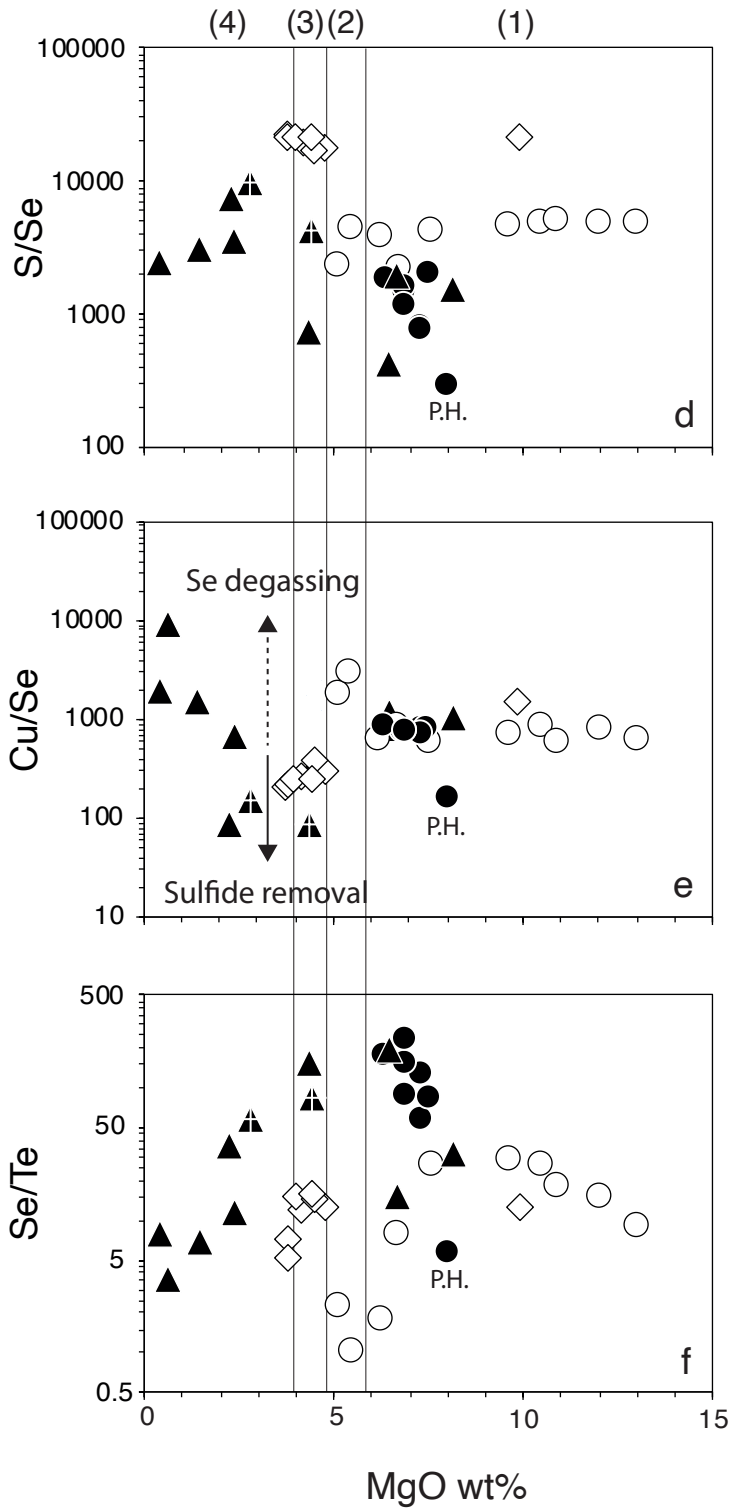 (4) (3) (2) (1)
100000
10000
S/Se
1000
P.H.
d
100
100000
Se degassing
10000
Cu/Se
1000
100
P.H.
Sulfide removal
e
10
500
50
Se/Te
5
P.H.
f
0.5
0 5 10 15
MgO wt%